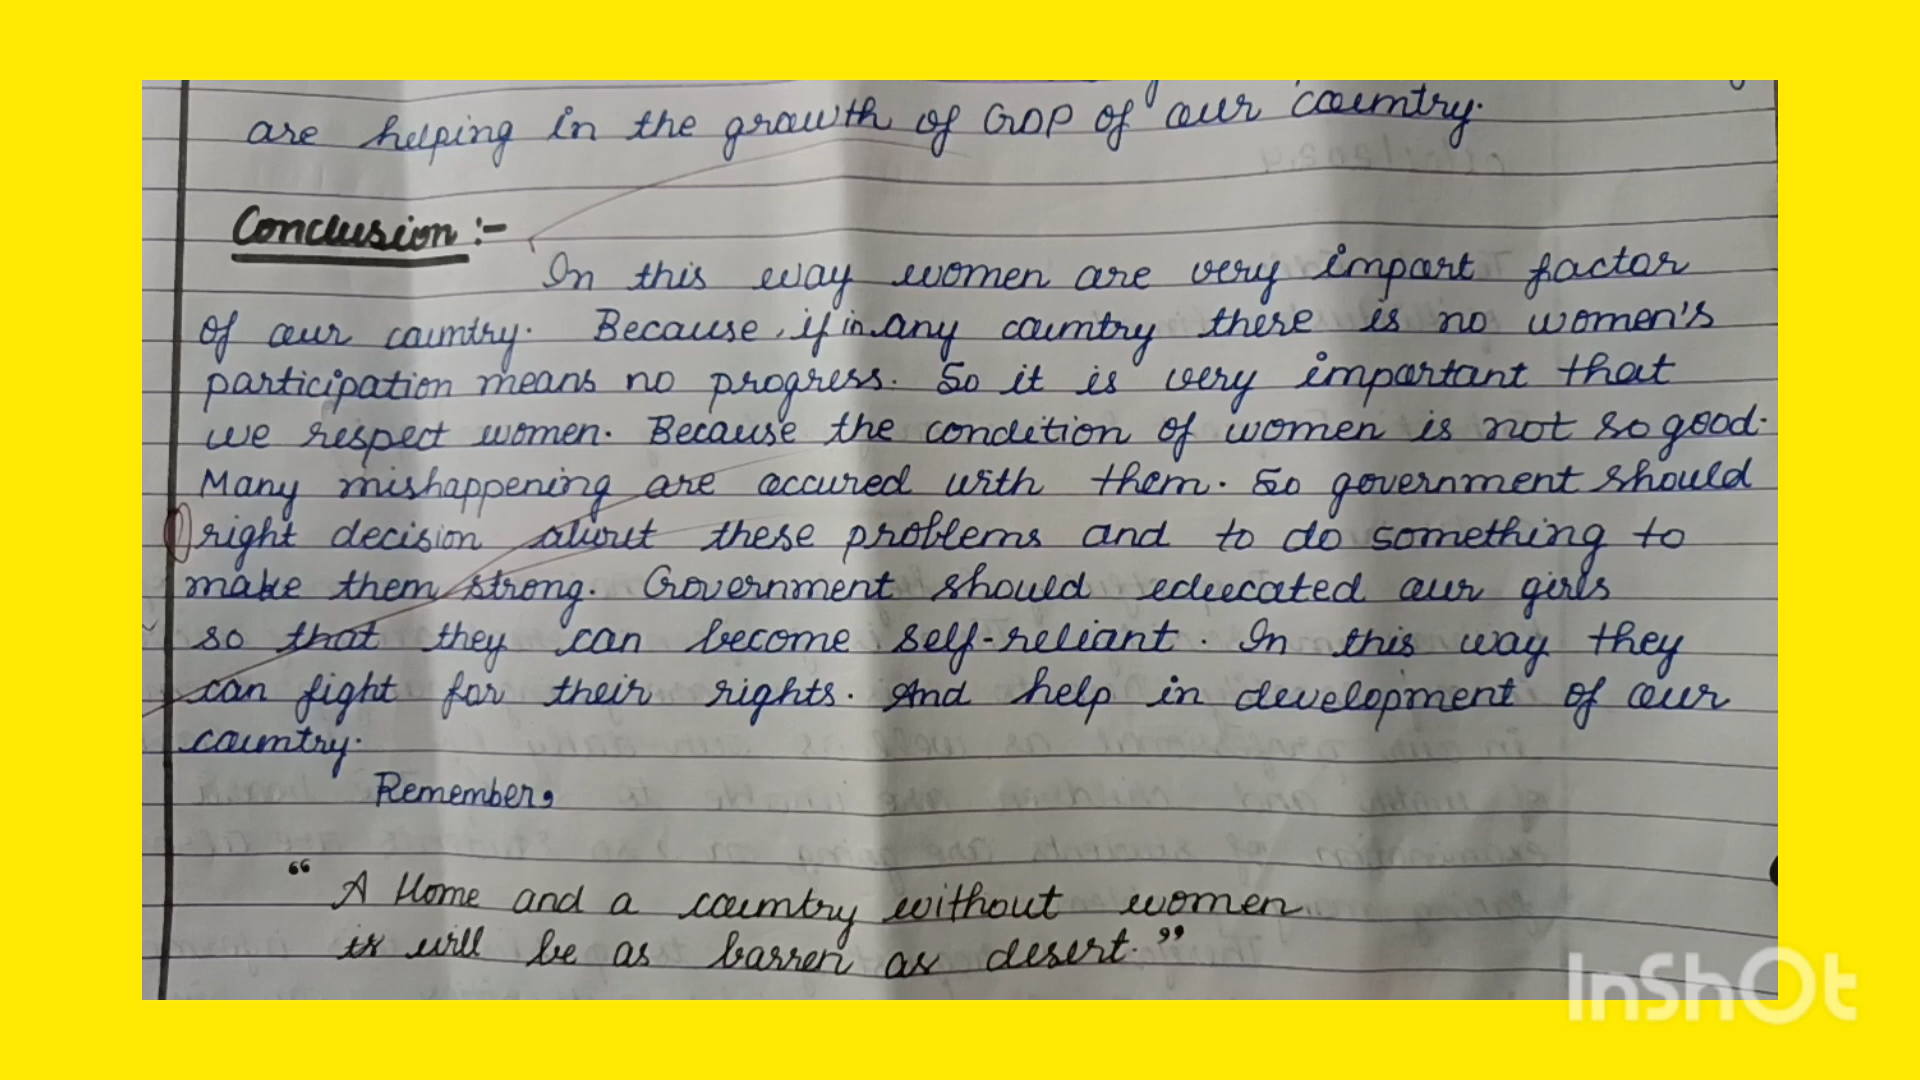 are helping in the growth of GDP of our country.
Conclusion :-
In this way women are very import factor
of our country. Because, if in any country there is no women's
participation means no progress. So it is very important that
we respect women. Because the condition of women is not so good.
Many mishappening are accured with them. So government should
right decision about these problems and to do something to
make them strong. Government should educated our girls
so that they can become self-reliant. In this way they
can fight for their rights. And help in development of our
country.
Remember,
“ A Home and a country without women
is will be as barren as desert. ”
InShOt